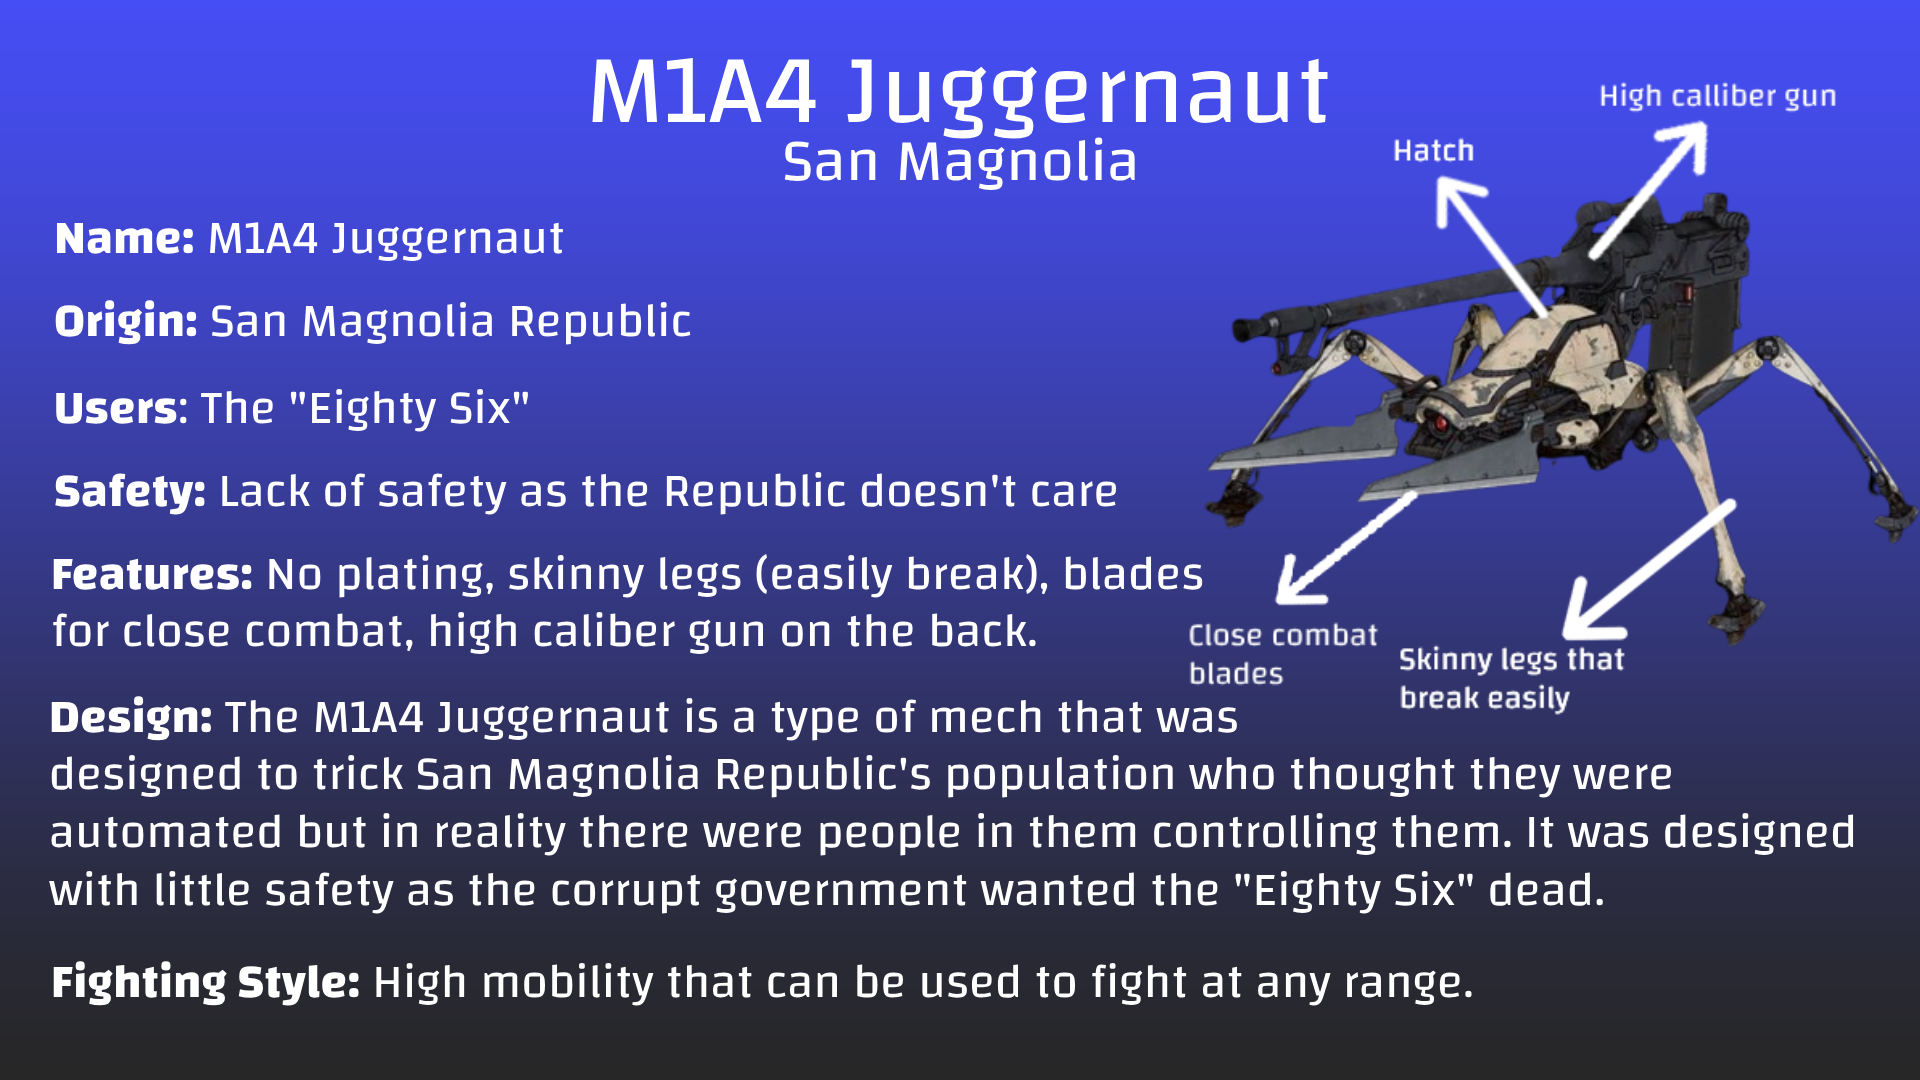 M1A4 Juggernaut
San Magnolia
High calliber gun
Hatch
Name: M1A4 Juggernaut
Origin: San Magnolia Republic
Users: The "Eighty Six"
Safety: Lack of safety as the Republic doesn't care
Features: No plating, skinny legs (easily break), blades
for close combat, high caliber gun on the back.
Close combat
blades
Skinny legs that
break easily
Design: The M1A4 Juggernaut is a type of mech that was
designed to trick San Magnolia Republic's population who thought they were
automated but in reality there were people in them controlling them. It was designed
with little safety as the corrupt government wanted the "Eighty Six" dead.
Fighting Style: High mobility that can be used to fight at any range.